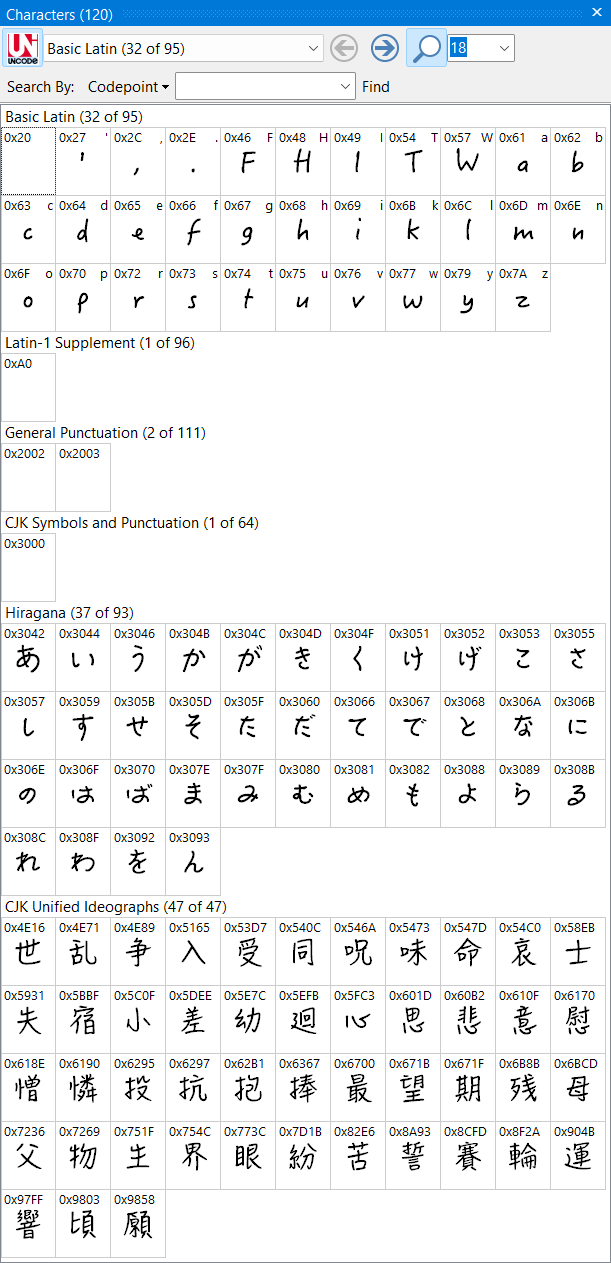 Characters (120)
UNCODE Basic Latin (32 of 95) 18
Search By: Codepoint Find
Basic Latin (32 of 95)
0x20 0x27 ' 0x2C , 0x2E . 0x46 F 0x48 H 0x49 I 0x54 T 0x57 W 0x61 a 0x62 b
' , . F H I T W a b
0x63 c 0x64 d 0x65 e 0x66 f 0x67 g 0x68 h 0x69 i 0x6B k 0x6C l 0x6D m 0x6E n
c d e f g h i k l m n
0x6F o 0x70 p 0x72 r 0x73 s 0x74 t 0x75 u 0x76 v 0x77 w 0x79 y 0x7A z
o p r s t u v w y z
Latin-1 Supplement (1 of 96)
0xA0
General Punctuation (2 of 111)
0x2002 0x2003
CJK Symbols and Punctuation (1 of 64)
0x3000
Hiragana (37 of 93)
0x3042 0x3044 0x3046 0x304B 0x304C 0x304D 0x304F 0x3051 0x3052 0x3053 0x3055
あ い う か が き く け げ こ さ
0x3057 0x3059 0x305B 0x305D 0x305F 0x3060 0x3066 0x3067 0x3068 0x306A 0x306B
し す せ そ た だ て で と な に
0x306E 0x306F 0x3070 0x307E 0x307F 0x3080 0x3081 0x3082 0x3088 0x3089 0x308B
の は ば ま み む め も よ ら る
0x308C 0x308F 0x3092 0x3093
れ わ を ん
CJK Unified Ideographs (47 of 47)
0x4E16 0x4E71 0x4E89 0x5165 0x53D7 0x540C 0x546A 0x5473 0x547D 0x54C0 0x58EB
世 乱 争 入 受 同 呪 味 命 哀 士
0x5931 0x5BBF 0x5C0F 0x5DEE 0x5E7C 0x5EFB 0x5FC3 0x601D 0x60B2 0x610F 0x6170
失 宿 小 差 幼 廻 心 思 悲 意 慰
0x618E 0x6190 0x6295 0x6297 0x62B1 0x6367 0x6700 0x671B 0x671F 0x6B8B 0x6BCD
憎 憐 投 抗 抱 捧 最 望 期 残 母
0x7236 0x7269 0x751F 0x754C 0x773C 0x7D1B 0x82E6 0x8A93 0x8CFD 0x8F2A 0x904B
父 物 生 界 眼 紛 苦 誓 賽 輪 運
0x97FF 0x9803 0x9858
響 頃 願